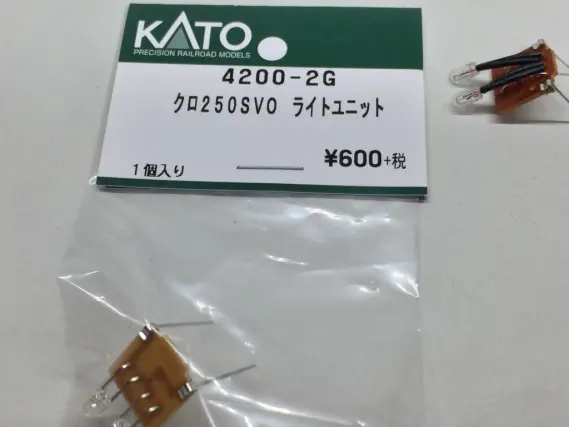 KATO
PRECISION RAILROAD MODELS
4200-2G
クロ250SVO ライトユニット
¥600+税
1個入り